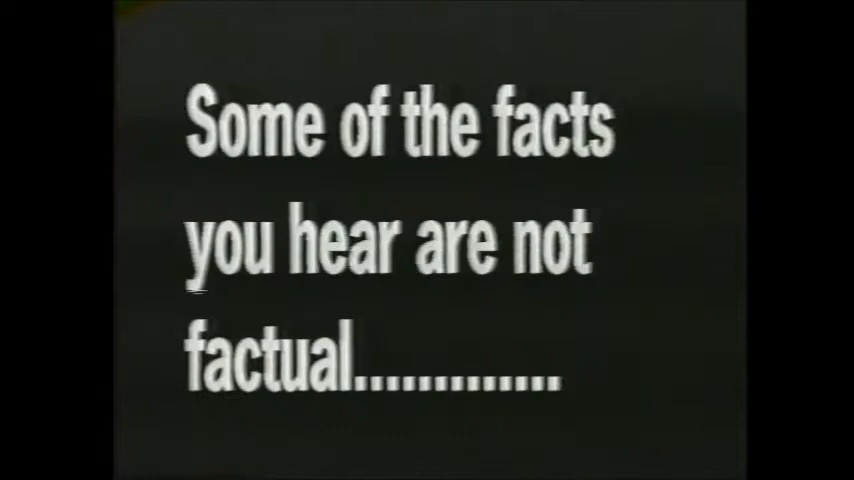 Some of the facts
you hear are not
factual.............